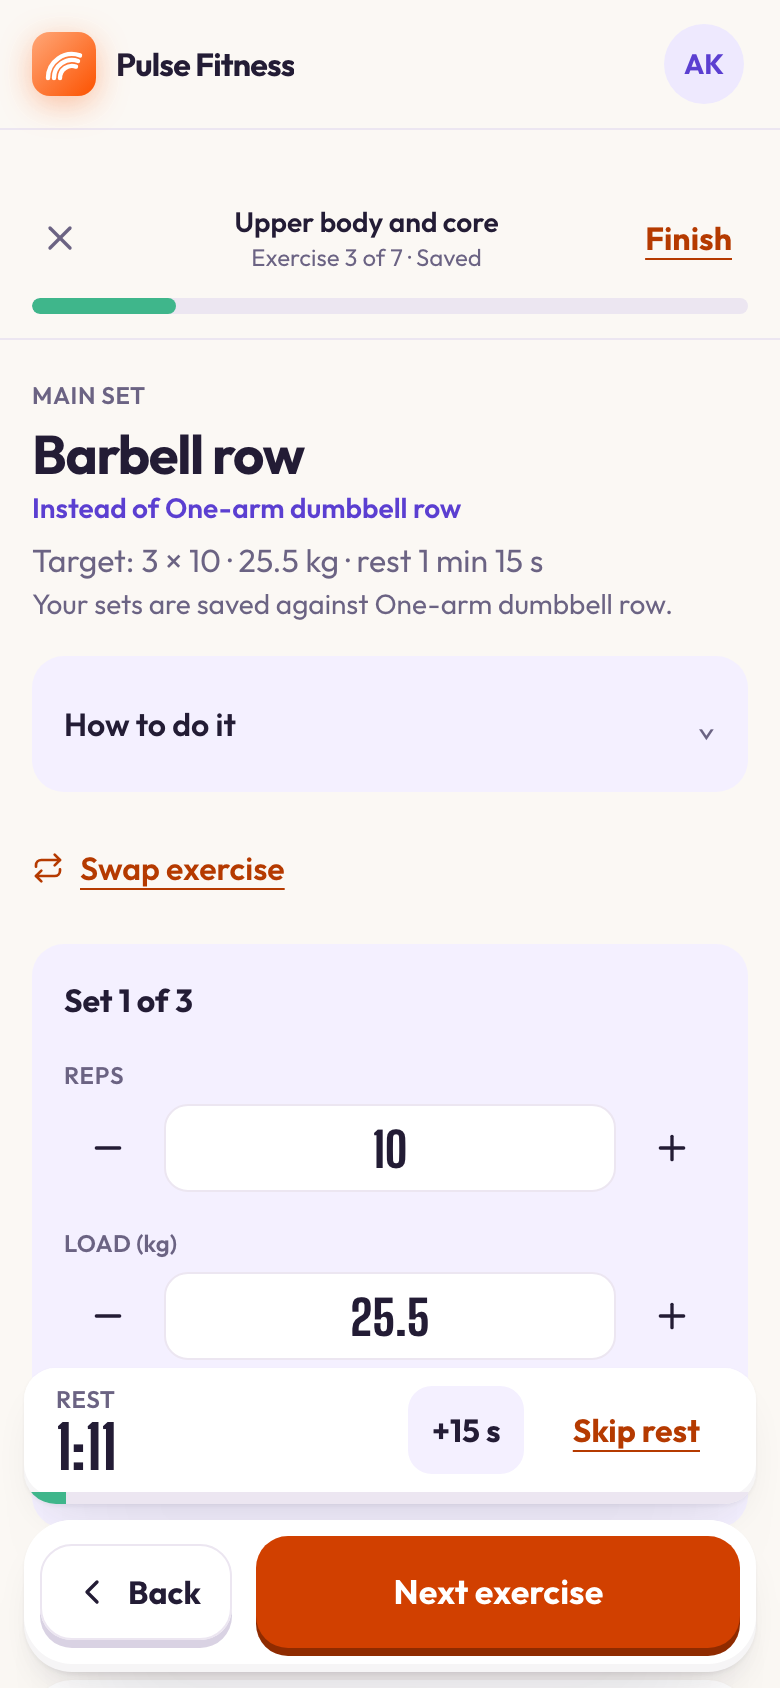 Pulse Fitness
AK
Upper body and core
Exercise 3 of 7 · Saved
Finish
MAIN SET
Barbell row
Instead of One-arm dumbbell row
Target: 3 × 10 · 25.5 kg · rest 1 min 15 s
Your sets are saved against One-arm dumbbell row.
How to do it
Swap exercise
Set 1 of 3
REPS
10
LOAD (kg)
25.5
REST
1:11
+15 s
Skip rest
Back
Next exercise